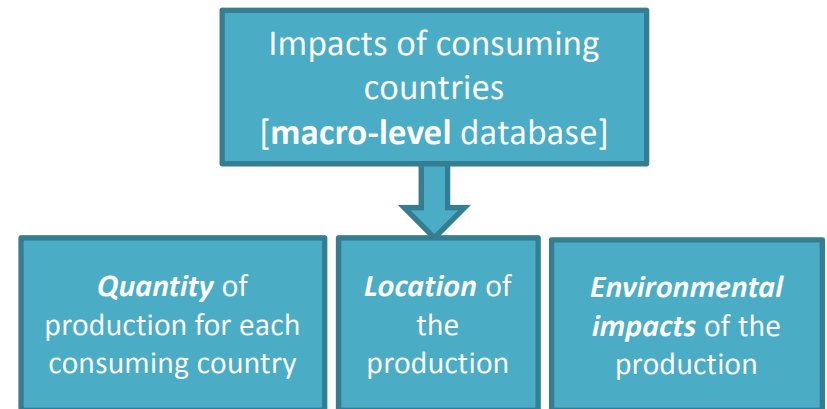 Impacts of consuming
countries
[macro-level database]
Quantity of
production for each
consuming country
Location of
the
production
Environmental
impacts of the
production